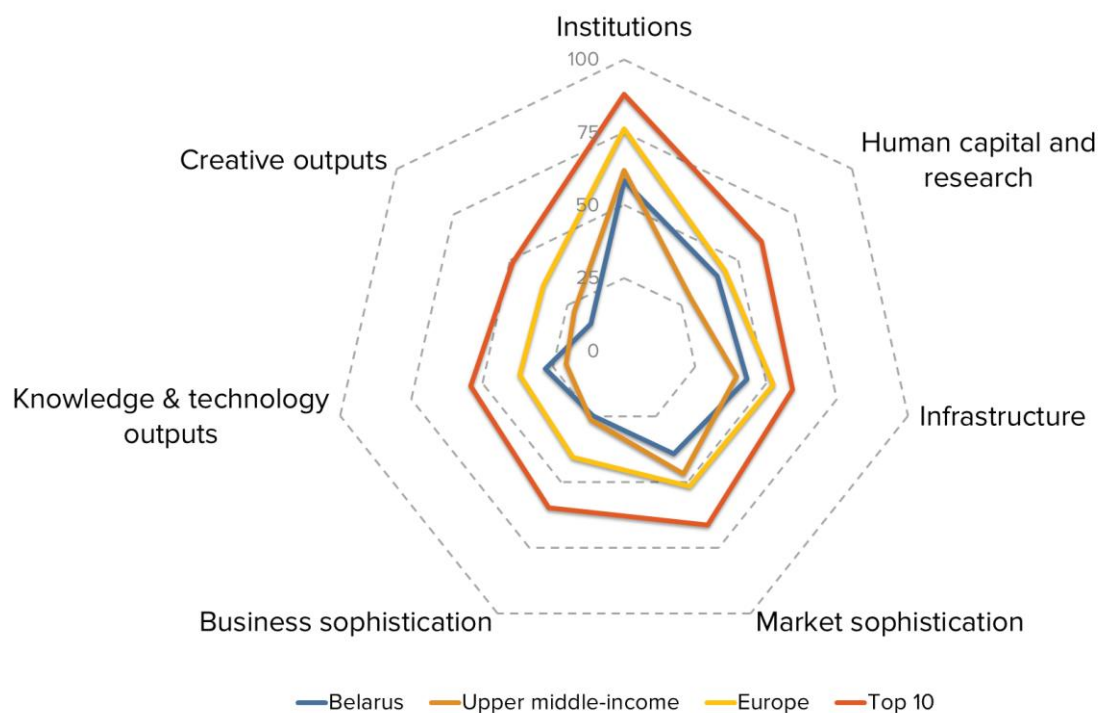 Institutions
100
75
50
25
0
Creative outputs
Human capital and
research
Knowledge & technology
outputs
Infrastructure
Business sophistication
Market sophistication
Belarus
Upper middle-income
Europe
Top 10